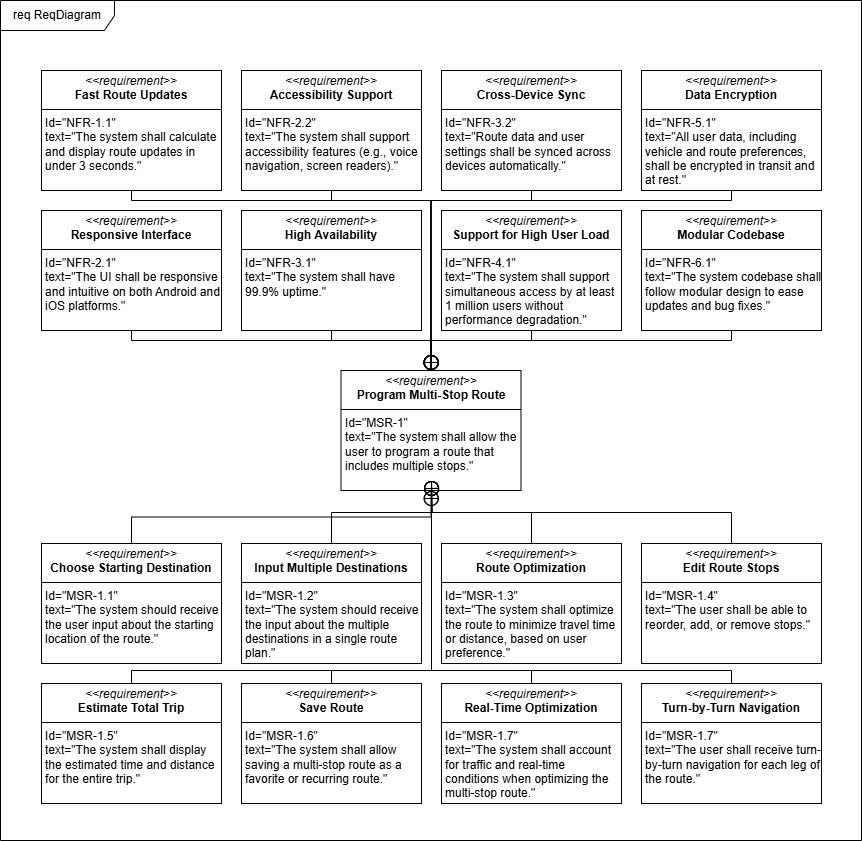 req ReqDiagram
<<requirement>>
Fast Route Updates
Id="NFR-1.1"
text="The system shall calculate
and display route updates in
under 3 seconds."
<<requirement>>
Accessibility Support
Id="NFR-2.2"
text="The system shall support
accessibility features (e.g., voice
navigation, screen readers)."
<<requirement>>
Cross-Device Sync
Id="NFR-3.2"
text="Route data and user
settings shall be synced across
devices automatically."
<<requirement>>
Data Encryption
Id="NFR-5.1"
text="All user data, including
vehicle and route preferences,
shall be encrypted in transit and
at rest."
<<requirement>>
Responsive Interface
Id="NFR-2.1"
text="The UI shall be responsive
and intuitive on both Android and
iOS platforms."
<<requirement>>
High Availability
Id="NFR-3.1"
text="The system shall have
99.9% uptime."
<<requirement>>
Support for High User Load
Id="NFR-4.1"
text="The system shall support
simultaneous access by at least
1 million users without
performance degradation."
<<requirement>>
Modular Codebase
Id="NFR-6.1"
text="The system codebase shall
follow modular design to ease
updates and bug fixes."
<<requirement>>
Program Multi-Stop Route
Id="MSR-1"
text="The system shall allow the
user to program a route that
includes multiple stops."
<<requirement>>
Choose Starting Destination
Id="MSR-1.1"
text="The system should receive
the user input about the starting
location of the route."
<<requirement>>
Input Multiple Destinations
Id="MSR-1.2"
text="The system should receive
the input about the multiple
destinations in a single route
plan."
<<requirement>>
Route Optimization
Id="MSR-1.3"
text="The system shall optimize
the route to minimize travel time
or distance, based on user
preference."
<<requirement>>
Edit Route Stops
Id="MSR-1.4"
text="The user shall be able to
reorder, add, or remove stops."
<<requirement>>
Estimate Total Trip
Id="MSR-1.5"
text="The system shall display
the estimated time and distance
for the entire trip."
<<requirement>>
Save Route
Id="MSR-1.6"
text="The system shall allow
saving a multi-stop route as a
favorite or recurring route."
<<requirement>>
Real-Time Optimization
Id="MSR-1.7"
text="The system shall account
for traffic and real-time
conditions when optimizing the
multi-stop route."
<<requirement>>
Turn-by-Turn Navigation
Id="MSR-1.7"
text="The user shall receive turn-
by-turn navigation for each leg of
the route."